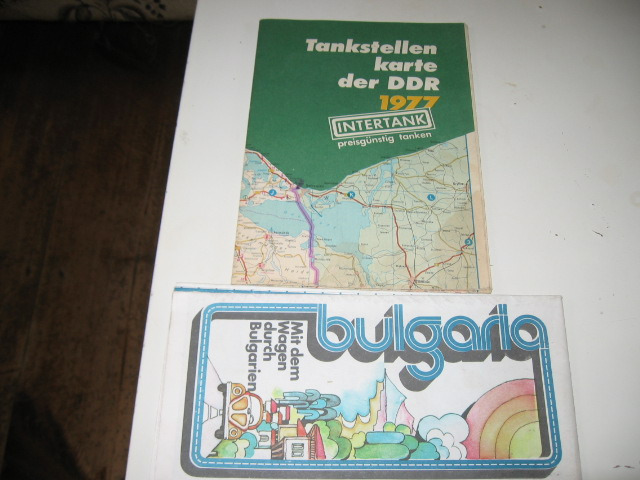 Tankstellen
karte
der DDR
1977
INTERTANK
preisgünstig tanken
bulgaria
Mit dem
Wagen
durch
Bulgarien